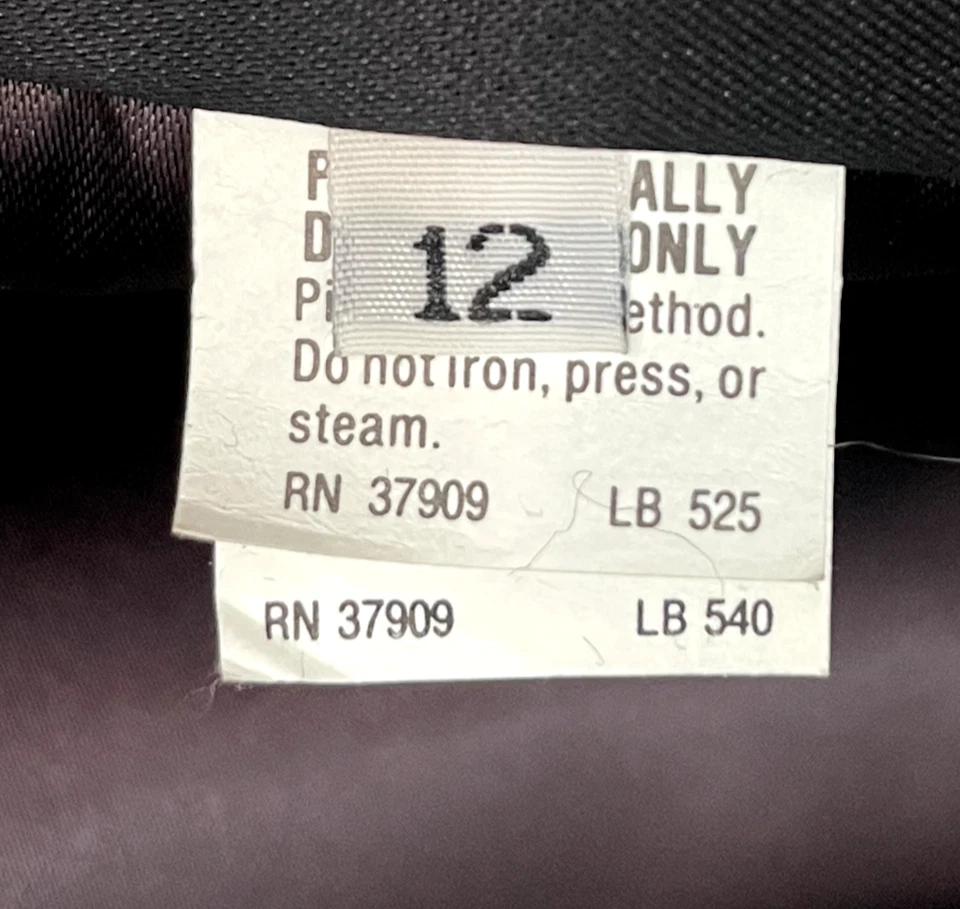 ALLY
12
ONLY
ethod.
Do not iron, press, or
steam.
RN 37909 LB 525
RN 37909 LB 540